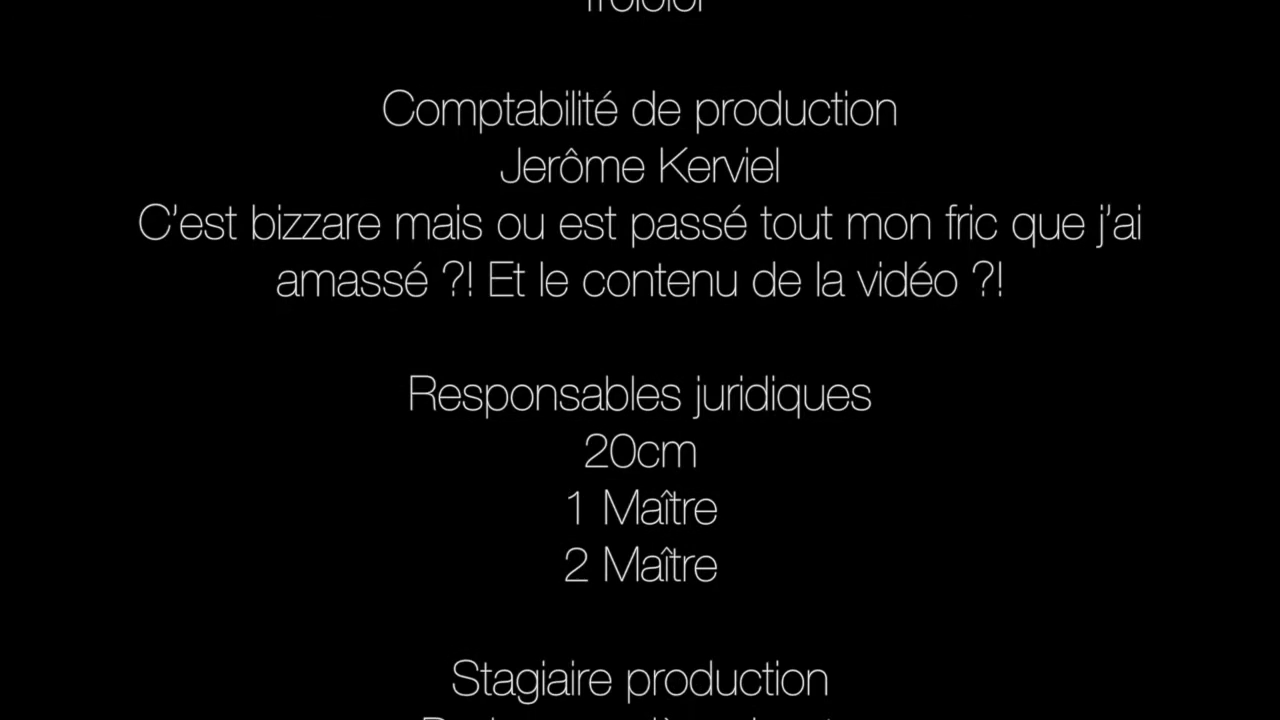 Comptabilité de production
Jerôme Kerviel
C'est bizzare mais ou est passé tout mon fric que j'ai
amassé ?! Et le contenu de la vidéo ?!
Responsables juridiques
20cm
1 Maître
2 Maître
Stagiaire production